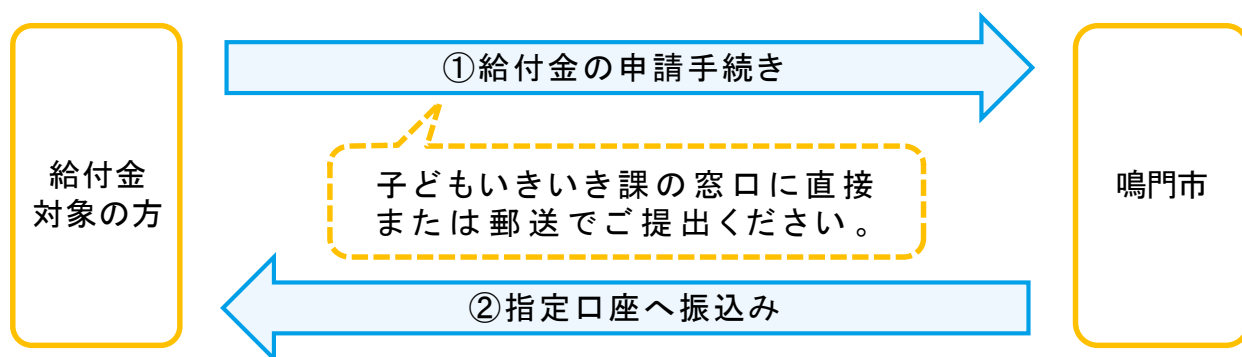 ①給付金の申請手続き
給付金
対象の方
子どもいきいき課の窓口に直接
または郵送でご提出ください。
鳴門市
②指定口座へ振込み